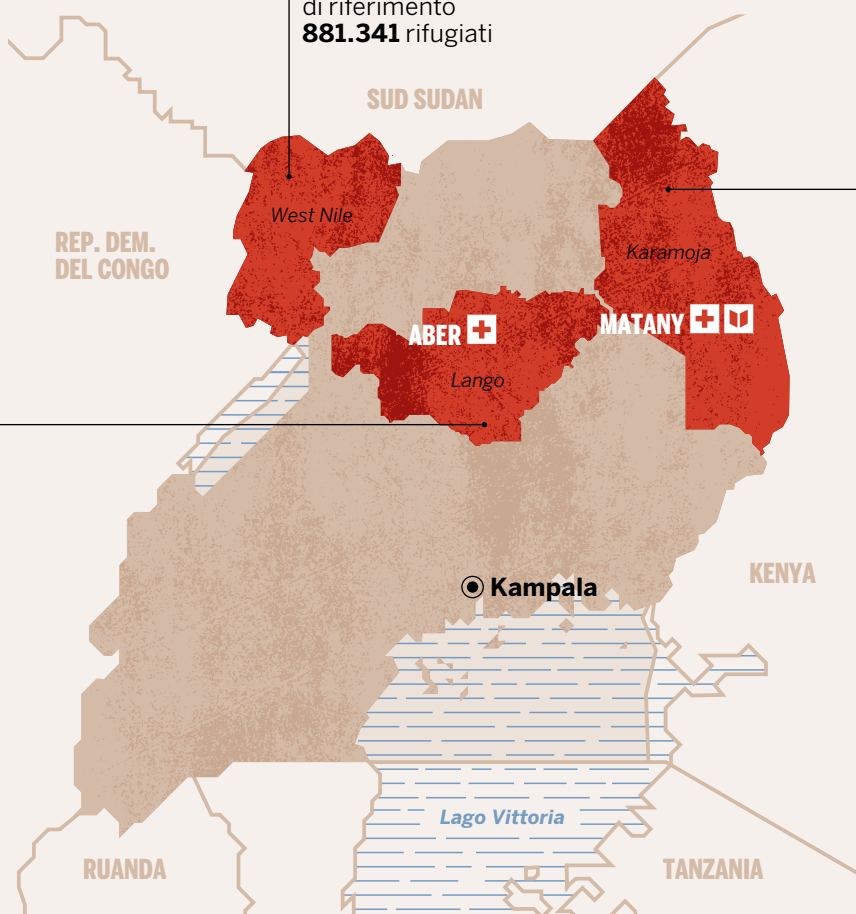 di riferimento
881.341 rifugiati
SUD SUDAN
West Nile
REP. DEM.
DEL CONGO
Karamoja
MATANY
ABER
Lango
Kampala
KENYA
Lago Vittoria
RUANDA
TANZANIA